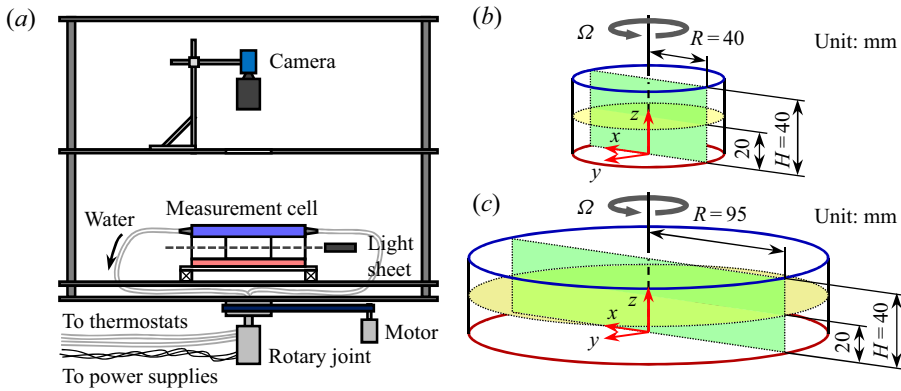 (a)
Camera
Measurement cell
Water
Light
sheet
To thermostats
Motor
Rotary joint
To power supplies
(b)
Ω
R = 40
Unit: mm
z
x
y
20
H = 40
(c)
Ω
R = 95
Unit: mm
z
x
y
20
H = 40